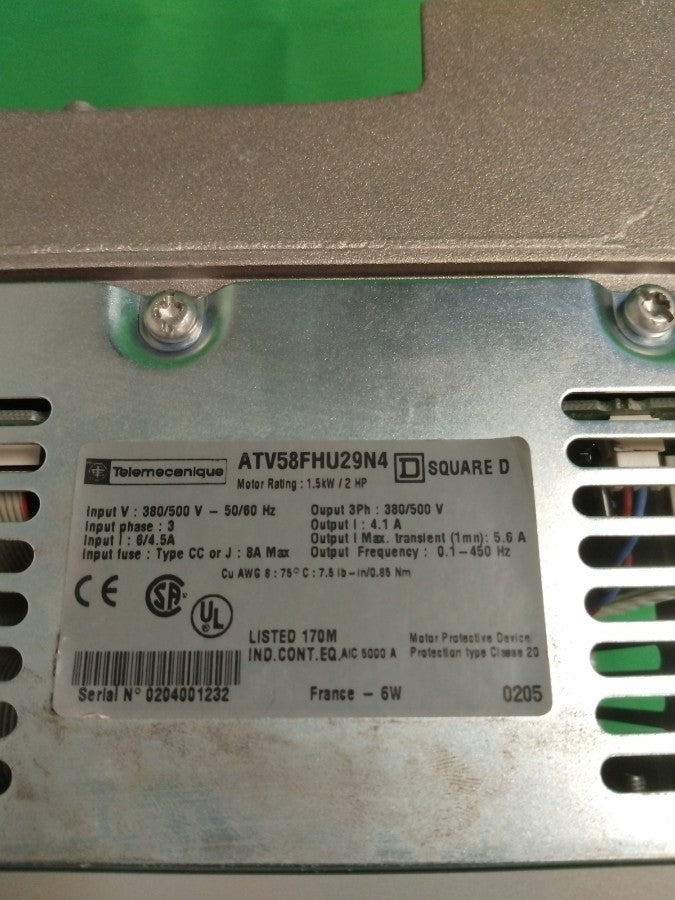 Telemecanique ATV58FHU29N4 D SQUARE D
Motor Rating : 1.5kW / 2 HP
Input V : 380/500 V – 50/60 Hz Ouput 3Ph : 380/500 V
Input phase : 3 Output I : 4.1 A
Input I : 6/4.5A Output I Max. transient (1mn): 5.6 A
Input fuse : Type CC or J : 8A Max Output Frequency : 0.1–450 Hz
Cu AWG 8 : 75° C : 7.5 lb–in/0.85 Nm
CE SA UL
LISTED 170M Motor Protective Device
IND.CONT.EQ. AIC 5000 A Protection type Classe 20
Serial N° 0204001232 France – 6W 0205